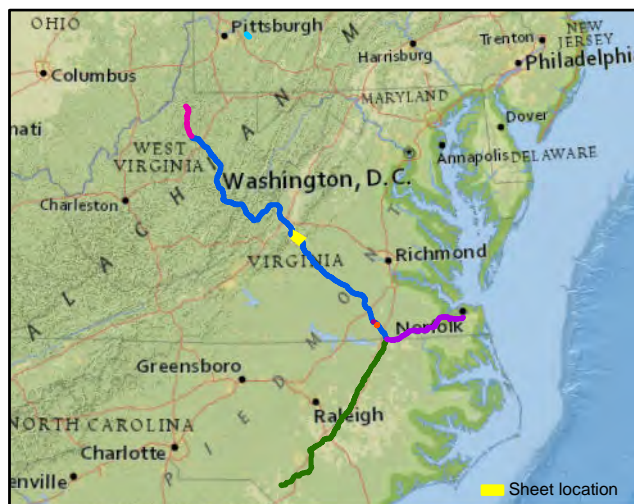 OHIO
Pittsburgh
NEW
JERSEY
Trenton
Harrisburg
Philadelphia
Columbus
MARYLAND
Dover
nati
WEST
VIRGINIA
Annapolis
DELAWARE
Washington, D.C.
Charleston
VIRGINIA
Richmond
Norfolk
Greensboro
Raleigh
NORTH CAROLINA
Charlotte
enville
A L A C H I A N M
P I E D M O N T
Sheet location